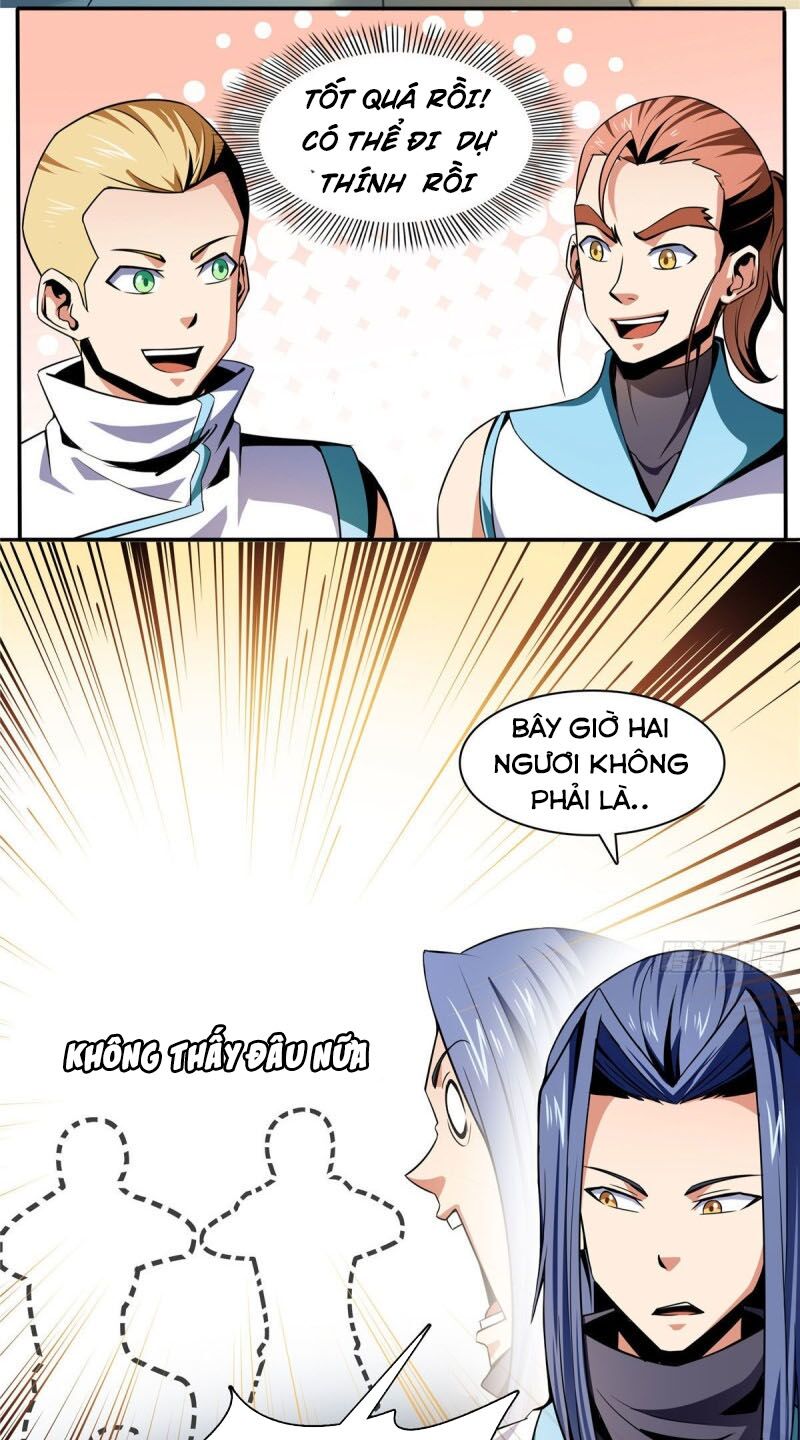 TỐT QUÁ RỒI!
CÓ THỂ ĐI DỰ
THÍNH RỒI
BÂY GIỜ HAI
NGƯƠI KHÔNG
PHẢI LÀ..
KHÔNG THẤY ĐÂU NỮA